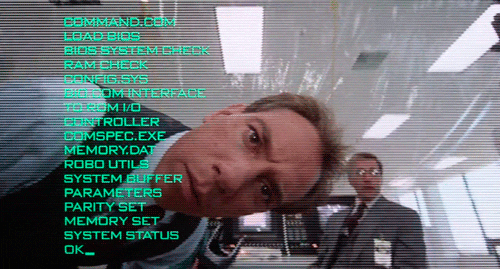 COMMAND.COM
LOAD BIOS
BIOS SYSTEM CHECK
RAM CHECK
CONFIG.SYS
BIO.COM INTERFACE
TO ROM I/O
CONTROLLER
COMSPEC.EXE
MEMORY.DAT
ROBO UTILS
SYSTEM BUFFER
PARAMETERS
PARITY SET
MEMORY SET
SYSTEM STATUS
OK_